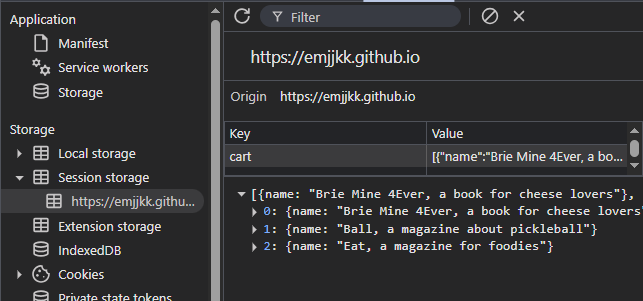 Application
Manifest
Service workers
Storage
Storage
Local storage
Session storage
https://emjjkk.githu...
Extension storage
IndexedDB
Cookies
Private state tokens
Filter
https://emjjkk.github.io
Origin https://emjjkk.github.io
Key Value
cart [{"name":"Brie Mine 4Ever, a bo...
[{name: "Brie Mine 4Ever, a book for cheese lovers"},
0: {name: "Brie Mine 4Ever, a book for cheese lovers"
1: {name: "Ball, a magazine about pickleball"}
2: {name: "Eat, a magazine for foodies"}